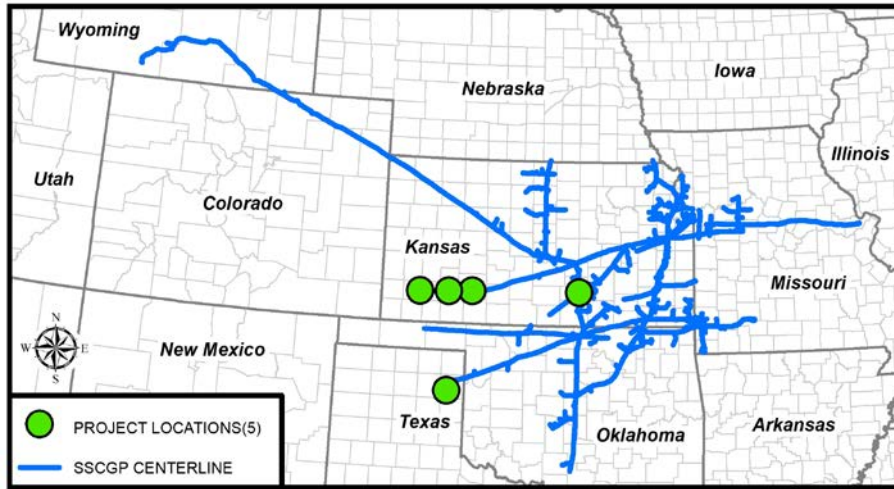 Wyoming
Iowa
Nebraska
Illinois
Utah
Colorado
Kansas
Missouri
New Mexico
N
W E
S
Texas
Oklahoma
Arkansas
PROJECT LOCATIONS(5)
SSCGP CENTERLINE